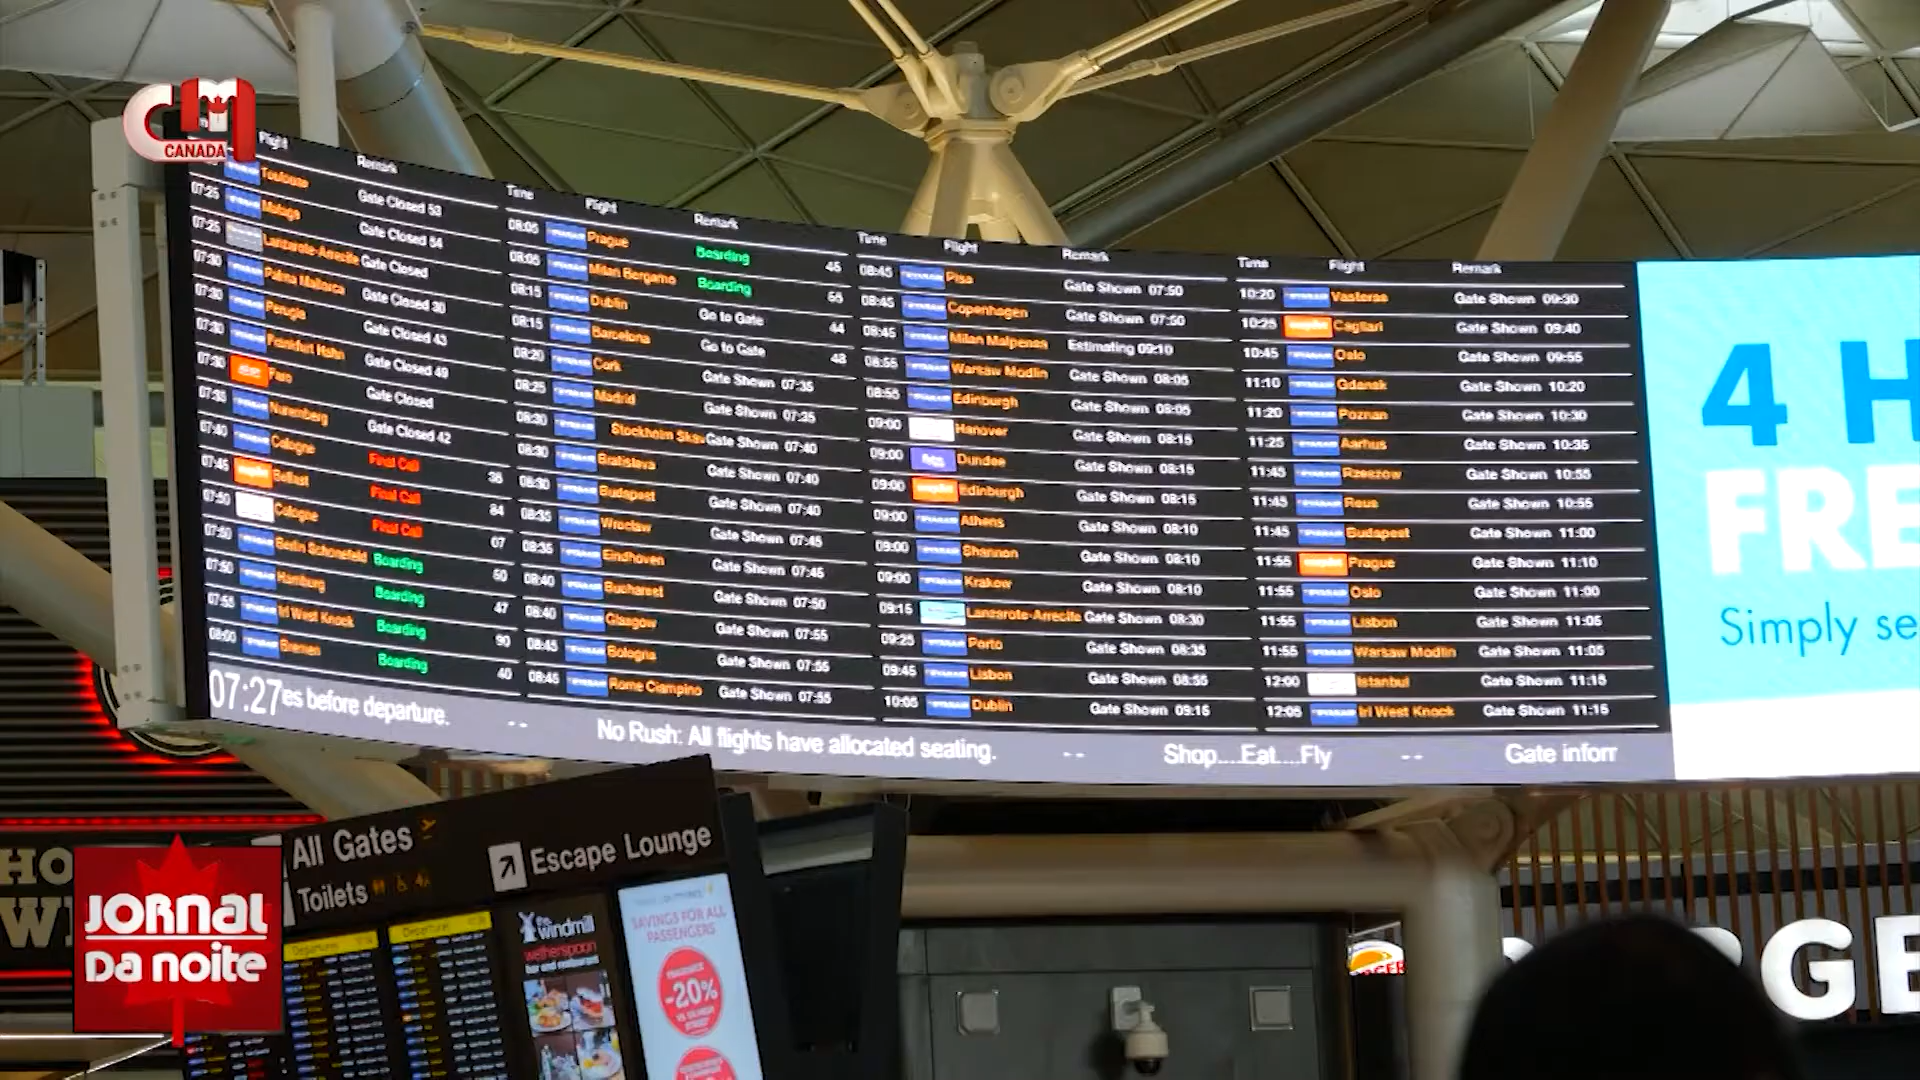 CM
CANADA
Flight Remark
Toulouse Gate Closed 53
07:25 Malaga Gate Closed 54
07:25 Lanzarote-Arrecife Gate Closed
07:30 Palma Mallorca Gate Closed 30
07:30 Perugia Gate Closed 43
07:30 Frankfurt Hahn Gate Closed 49
07:30 Faro Gate Closed
07:35 Nuremberg Gate Closed 42
07:40 Cologne Final Call 36
07:45 Belfast Final Call 84
07:50 Cologne Final Call 07
07:50 Berlin Schonefeld Boarding 50
07:50 Hamburg Boarding 47
07:55 Irl West Knock Boarding 90
08:00 Bremen Boarding 40
Time Flight Remark
08:05 Prague Boarding 45
08:05 Milan Bergamo Boarding 55
08:15 Dublin Go to Gate 44
08:15 Barcelona Go to Gate 48
08:20 Cork Gate Shown 07:35
08:25 Madrid Gate Shown 07:35
08:30 Stockholm Skav Gate Shown 07:40
08:30 Bratislava Gate Shown 07:40
08:30 Budapest Gate Shown 07:40
08:35 Wroclaw Gate Shown 07:45
08:35 Eindhoven Gate Shown 07:45
08:40 Bucharest Gate Shown 07:50
08:40 Glasgow Gate Shown 07:55
08:45 Bologna Gate Shown 07:55
08:45 Rome Ciampino Gate Shown 07:55
Time Flight Remark
08:45 Pisa Gate Shown 07:50
08:45 Copenhagen Gate Shown 07:50
08:45 Milan Malpensa Estimating 09:10
08:55 Warsaw Modlin Gate Shown 08:05
08:55 Edinburgh Gate Shown 08:05
09:00 Hanover Gate Shown 08:15
09:00 Dundee Gate Shown 08:15
09:00 Edinburgh Gate Shown 08:15
09:00 Athens Gate Shown 08:10
09:00 Shannon Gate Shown 08:10
09:00 Krakow Gate Shown 08:10
09:15 Lanzarote-Arrecife Gate Shown 08:30
09:25 Porto Gate Shown 08:35
09:45 Lisbon Gate Shown 08:55
10:05 Dublin Gate Shown 09:15
Time Flight Remark
10:20 Vasteras Gate Shown 09:30
10:25 Cagliari Gate Shown 09:40
10:45 Oslo Gate Shown 09:55
11:10 Gdansk Gate Shown 10:20
11:20 Poznan Gate Shown 10:30
11:25 Aarhus Gate Shown 10:35
11:45 Rzeszow Gate Shown 10:55
11:45 Reus Gate Shown 10:55
11:45 Budapest Gate Shown 11:00
11:55 Prague Gate Shown 11:10
11:55 Oslo Gate Shown 11:00
11:55 Lisbon Gate Shown 11:05
11:55 Warsaw Modlin Gate Shown 11:05
12:00 Istanbul Gate Shown 11:15
12:05 Irl West Knock Gate Shown 11:15
07:27 es before departure. -- No Rush: All flights have allocated seating. -- Shop....Eat....Fly -- Gate inforr
4 H
FRE
Simply se
All Gates
Toilets
Escape Lounge
Departures
Departures
the windmill
wetherspoon
bar and restaurant
SAVINGS FOR ALL
PASSENGERS
-20%
HO
W
JORNAL
DA NOITE
GE